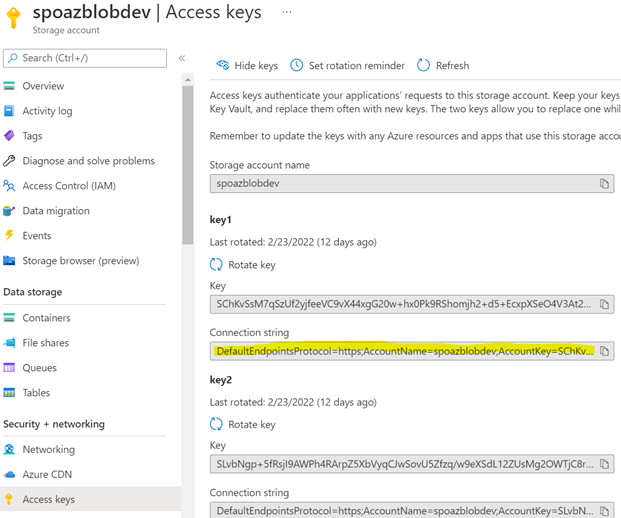 spoazblobdev | Access keys ...
Storage account
Search (Ctrl+/)
«
Overview
Activity log
Tags
Diagnose and solve problems
Access Control (IAM)
Data migration
Events
Storage browser (preview)
Data storage
Containers
File shares
Queues
Tables
Security + networking
Networking
Azure CDN
Access keys
Hide keys
Set rotation reminder
Refresh
Access keys authenticate your applications' requests to this storage account. Keep your keys
Key Vault, and replace them often with new keys. The two keys allow you to replace one whil
Remember to update the keys with any Azure resources and apps that use this storage accou
Storage account name
spoazblobdev
key1
Last rotated: 2/23/2022 (12 days ago)
Rotate key
Key
SChKvSsM7qSzUf2yjfeeVC9vX44xgG20w+hx0Pk9RShomjh2+d5+EcxpXSeO4V3At2...
Connection string
DefaultEndpointsProtocol=https;AccountName=spoazblobdev;AccountKey=SChKv...
key2
Last rotated: 2/23/2022 (12 days ago)
Rotate key
Key
SLvbNgp+5fRsjI9AWPh4RArpZ5XbVyqCJwSovU5Zfzq/w9eXSdL12ZUsMg2OWTjC8r...
Connection string
DefaultEndpointsProtocol=https;AccountName=spoazblobdev;AccountKey=SLvbN...